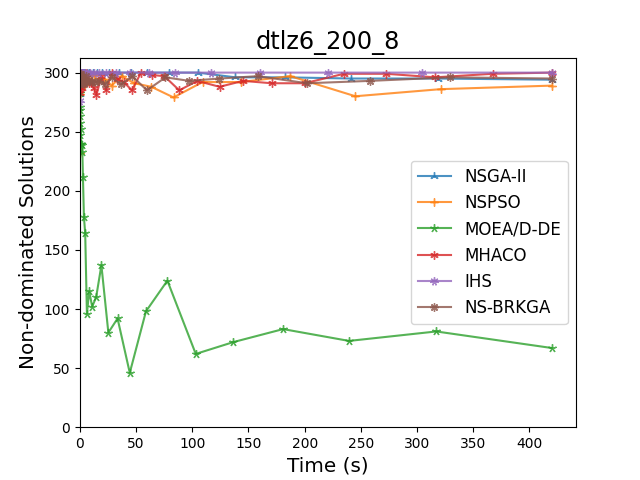 dtlz6_200_8
Non-dominated Solutions
300
250
200
150
100
50
0
NSGA-II
NSPSO
MOEA/D-DE
MHACO
IHS
NS-BRKGA
0 50 100 150 200 250 300 350 400
Time (s)